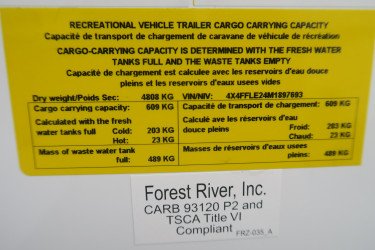 RECREATIONAL VEHICLE TRAILER CARGO CARRYING CAPACITY
Capacité de transport de chargement de caravane de véhicule de récréation
CARGO-CARRYING CAPACITY IS DETERMINED WITH THE FRESH WATER
TANKS FULL AND THE WASTE TANKS EMPTY
Capacité de chargement est calculee avec les reservoirs d'eau douce
pleins et les reservoirs d'eaux usees vides
Dry weight/Poids Sec: 4808 KG VIN/NIV: 4X4FFLE24M1897693
Cargo carrying capacity: 609 KG
Calculated with the fresh
water tanks full Cold: 203 KG
Hot: 23 KG
Mass of waste water tank
full: 489 KG
Capacité de transport de chargement: 609 KG
Calculé ave les réservoirs d'eau
douce pleins Froid: 203 KG
Chaud: 23 KG
Masses de réservoirs d'eaux usees
pleins: 489 KG
Forest River, Inc.
CARB 93120 P2 and
TSCA Title VI
Compliant FRZ-035_A